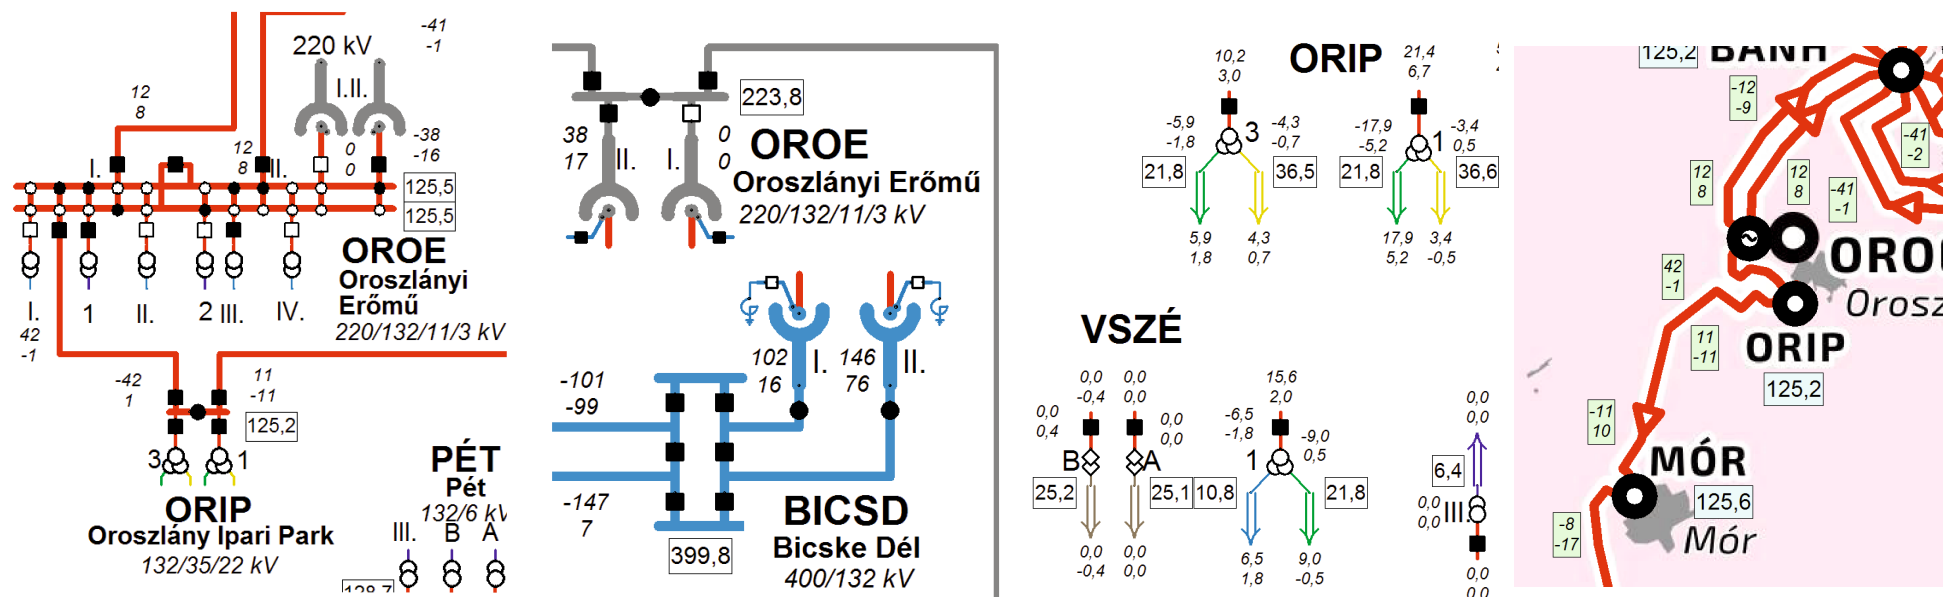 220 kV
-41
-1
I.II.
12
8
-38
-16
I.
12
8
II.
0
0
125,5
125,5
OROE
Oroszlányi
Erőmű
220/132/11/3 kV
I.
1
II.
2
III.
IV.
42
-1
-42
1
11
-11
125,2
3
1
ORIP
Oroszlány Ipari Park
132/35/22 kV
PÉT
Pét
132/6 kV
III.
B
A
128,7
223,8
38
17
II.
I.
0
0
OROE
Oroszlányi Erőmű
220/132/11/3 kV
102
16
I.
146
76
II.
-101
-99
-147
7
399,8
BICSD
Bicske Dél
400/132 kV
10,2
3,0
ORIP
21,4
6,7
-5,9
-1,8
3
-4,3
-0,7
-17,9
-5,2
1
-3,4
0,5
21,8
36,5
21,8
36,6
5,9
1,8
4,3
0,7
17,9
5,2
3,4
-0,5
VSZÉ
0,0
-0,4
0,0
0,0
15,6
2,0
0,0
0,4
0,0
0,0
-6,5
-1,8
-9,0
0,5
0,0
0,0
B
A
1
25,2
25,1
10,8
21,8
6,4
0,0
0,0
III.
0,0
-0,4
0,0
0,0
6,5
1,8
9,0
-0,5
0,0
0,0
125,2
BANH
-12
-9
-41
-2
12
8
12
8
-41
-1
42
-1
11
-11
ORIP
125,2
-11
10
MÓR
125,6
Mór
-8
-17